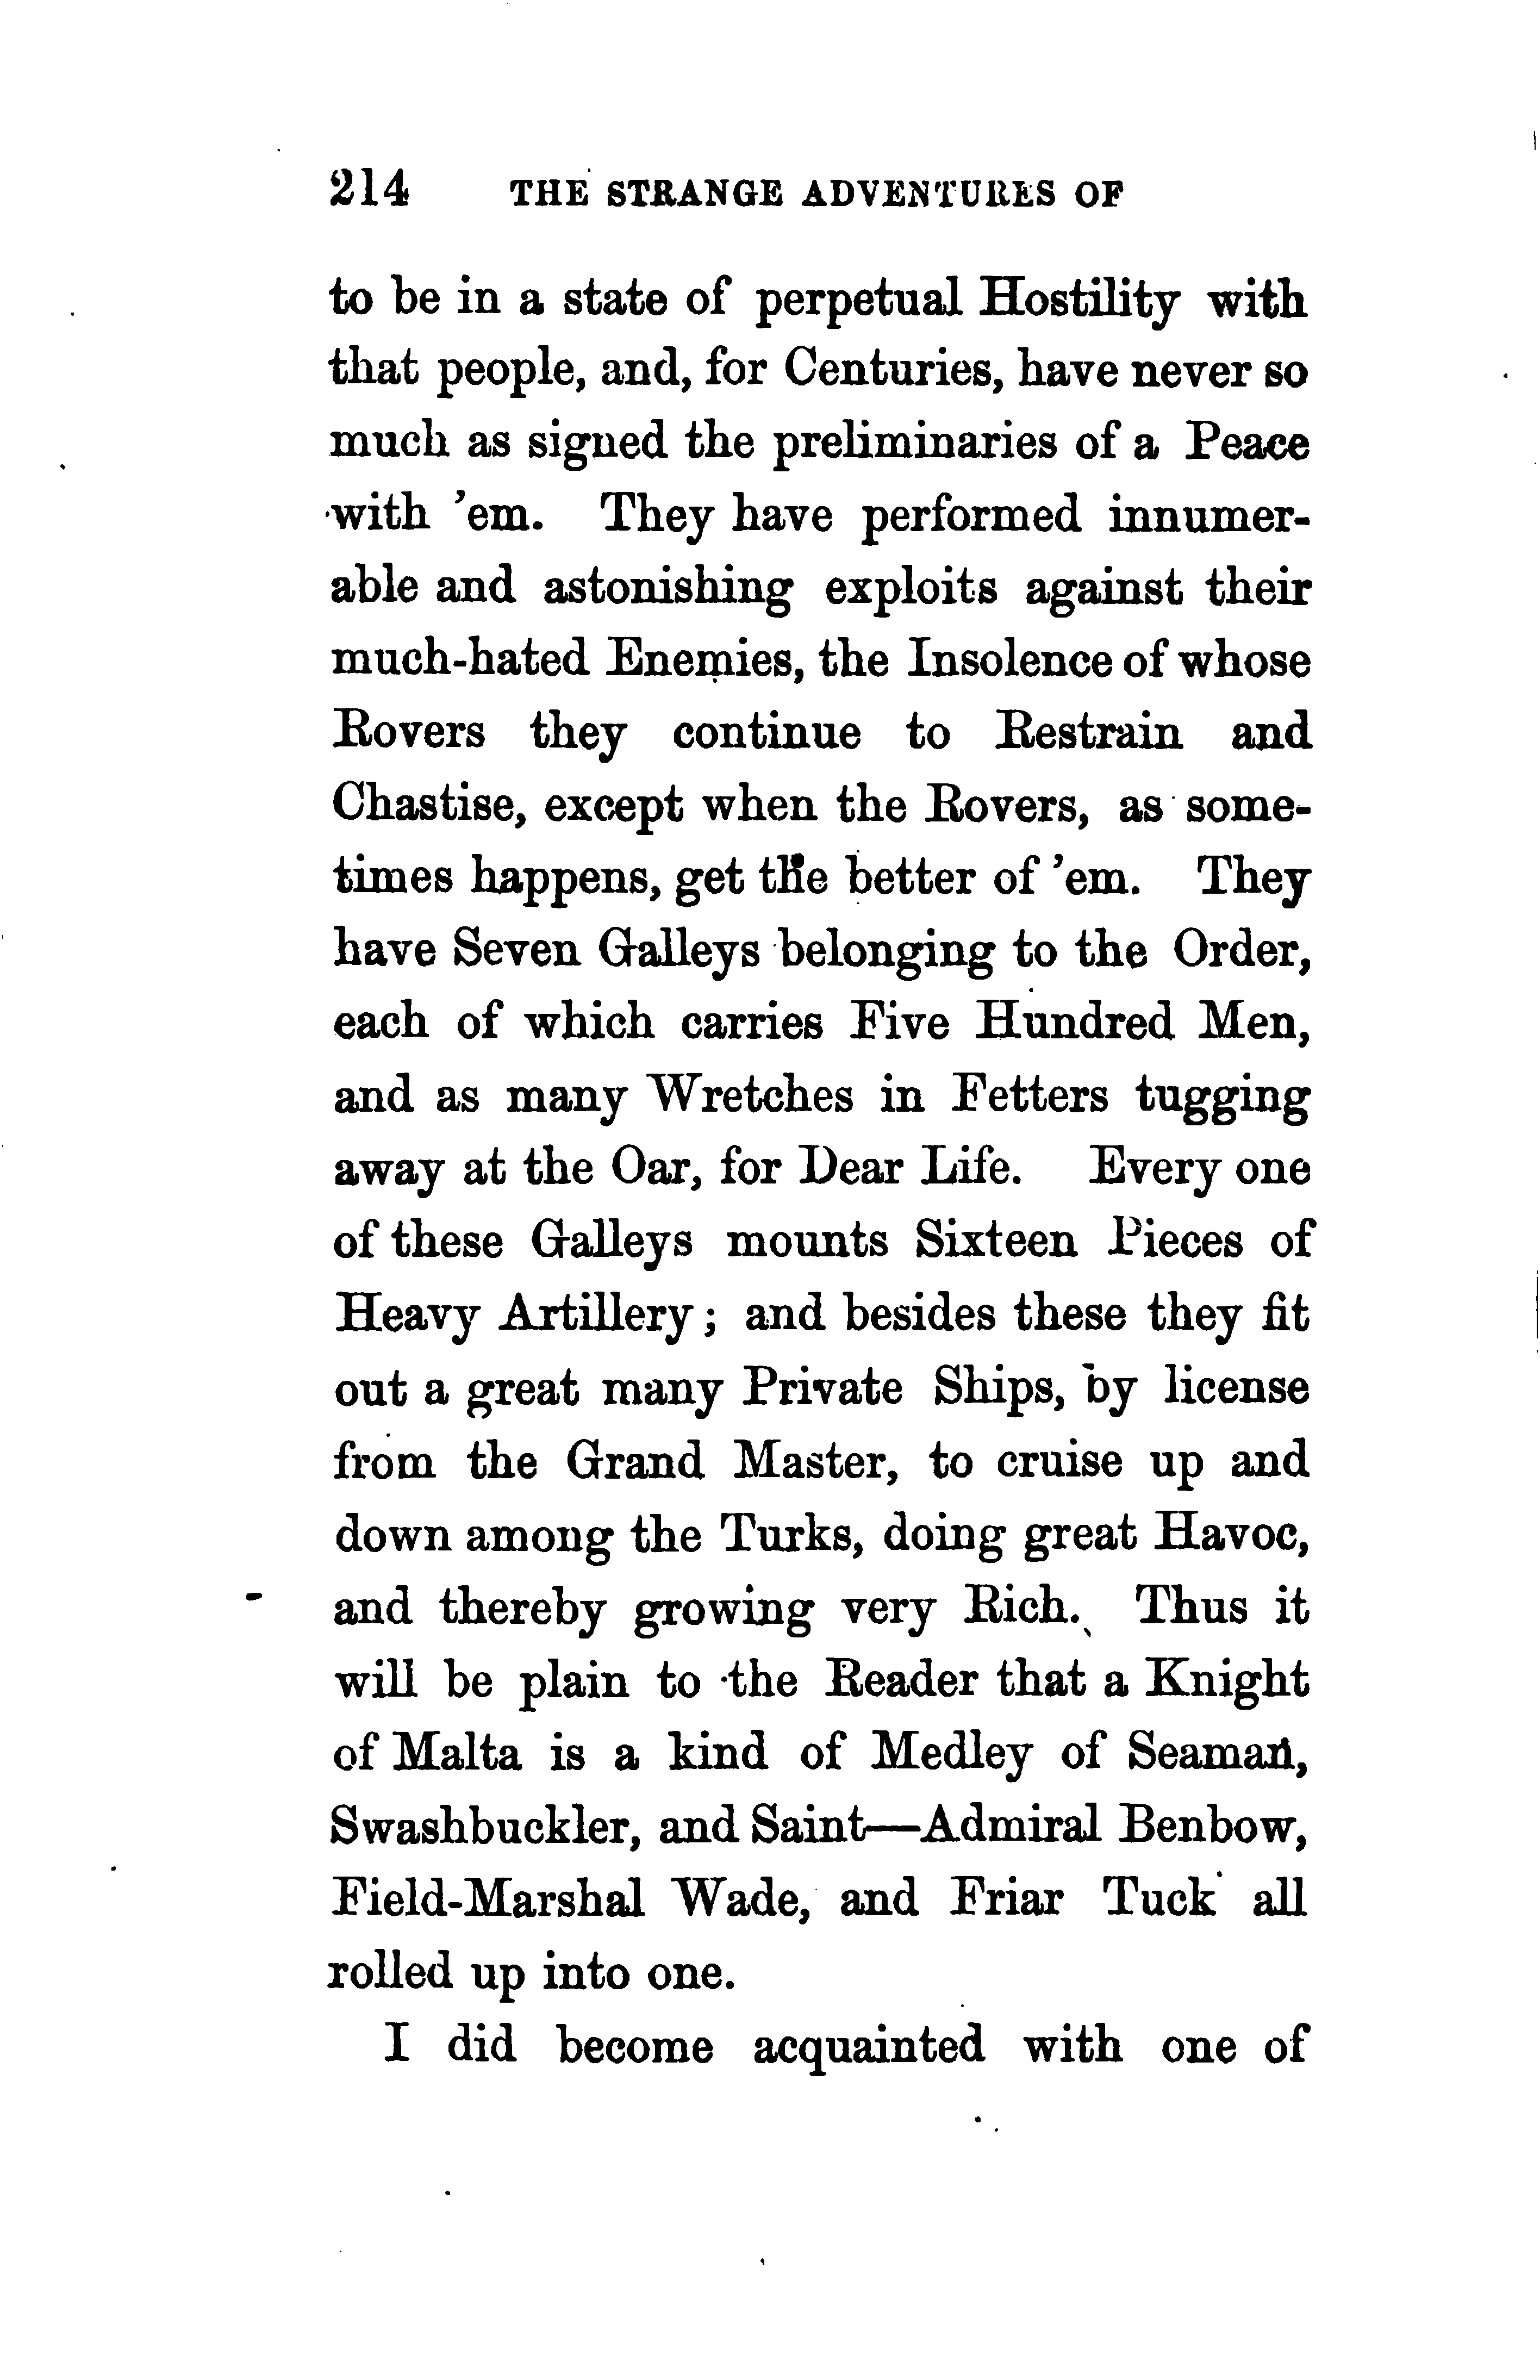 214 THE STRANGE ADVENTURES OF
to be in a state of perpetual Hostility with
that people, and, for Centuries, have never so
much as signed the preliminaries of a Peace
with ’em. They have performed innumer-
able and astonishing exploits against their
much-hated Enemies, the Insolence of whose
Rovers they continue to Restrain and
Chastise, except when the Rovers, as some-
times happens, get the better of ’em. They
have Seven Galleys belonging to the Order,
each of which carries Five Hundred Men,
and as many Wretches in Fetters tugging
away at the Oar, for Dear Life. Every one
of these Galleys mounts Sixteen Pieces of
Heavy Artillery; and besides these they fit
out a great many Private Ships, by license
from the Grand Master, to cruise up and
down among the Turks, doing great Havoc,
and thereby growing very Rich. Thus it
will be plain to the Reader that a Knight
of Malta is a kind of Medley of Seaman,
Swashbuckler, and Saint—Admiral Benbow,
Field-Marshal Wade, and Friar Tuck all
rolled up into one.
I did become acquainted with one of